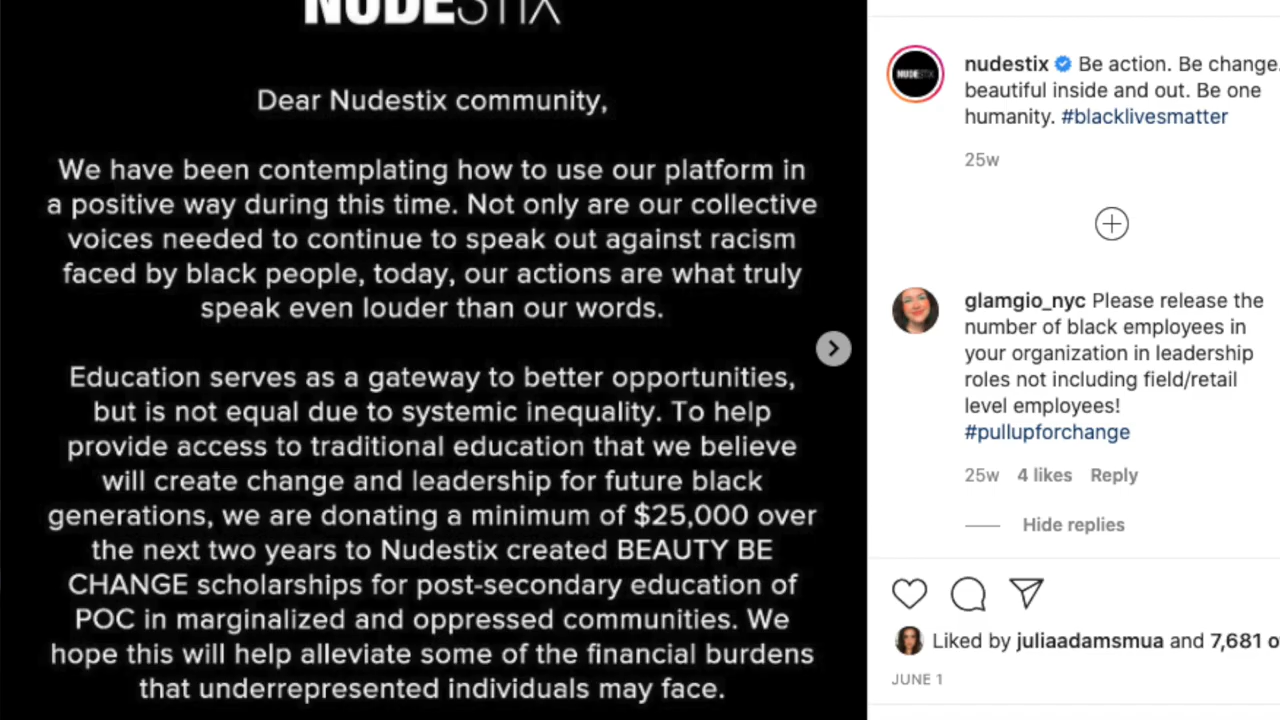 NUDESTIX
Dear Nudestix community,
We have been contemplating how to use our platform in
a positive way during this time. Not only are our collective
voices needed to continue to speak out against racism
faced by black people, today, our actions are what truly
speak even louder than our words.
Education serves as a gateway to better opportunities,
but is not equal due to systemic inequality. To help
provide access to traditional education that we believe
will create change and leadership for future black
generations, we are donating a minimum of $25,000 over
the next two years to Nudestix created BEAUTY BE
CHANGE scholarships for post-secondary education of
POC in marginalized and oppressed communities. We
hope this will help alleviate some of the financial burdens
that underrepresented individuals may face.
NUDESTIX
nudestix Be action. Be change.
beautiful inside and out. Be one
humanity. #blacklivesmatter
25w
glamgio_nyc Please release the
number of black employees in
your organization in leadership
roles not including field/retail
level employees!
#pullupforchange
25w 4 likes Reply
Hide replies
Liked by juliaadamsmua and 7,681 o
JUNE 1